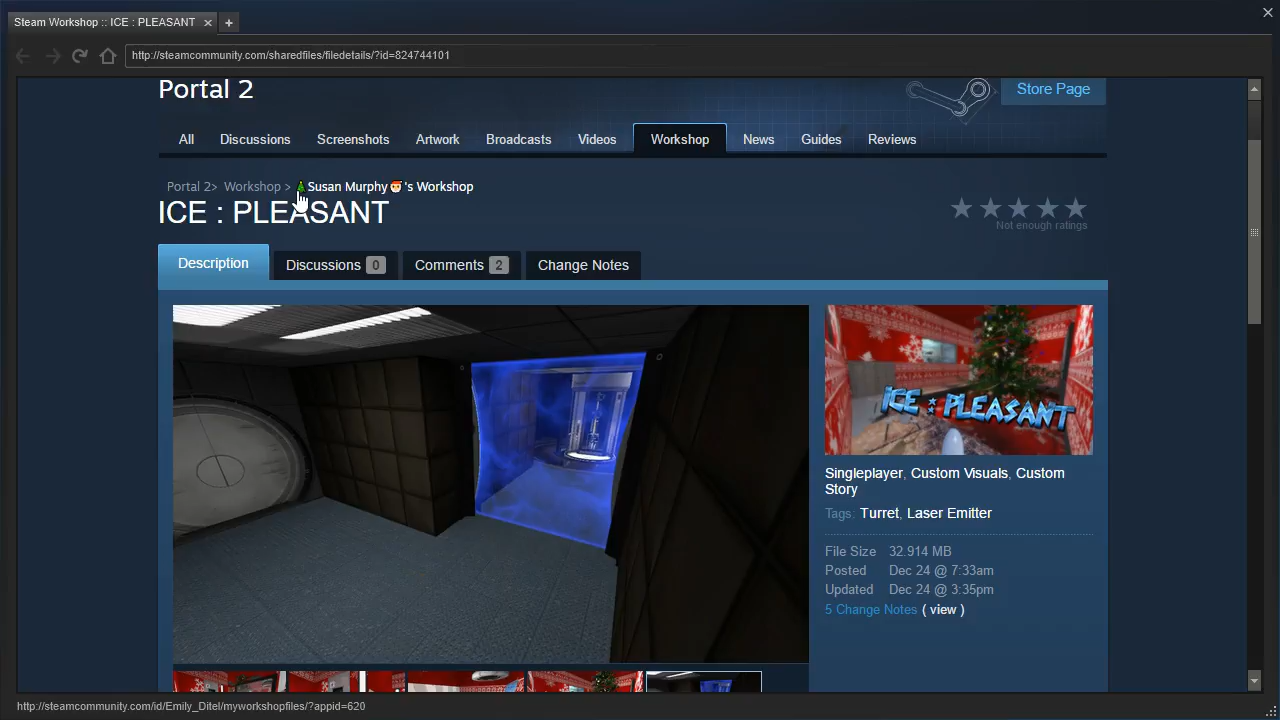 Steam Workshop :: ICE : PLEASANT
http://steamcommunity.com/sharedfiles/filedetails/?id=824744101
Portal 2
Store Page
All Discussions Screenshots Artwork Broadcasts Videos Workshop News Guides Reviews
Portal 2> Workshop > 🎄Susan Murphy🎅's Workshop
ICE : PLEASANT
Not enough ratings
Description Discussions 0 Comments 2 Change Notes
ICE : PLEASANT
Singleplayer, Custom Visuals, Custom
Story
Tags: Turret, Laser Emitter
File Size 32.914 MB
Posted Dec 24 @ 7:33am
Updated Dec 24 @ 3:35pm
5 Change Notes ( view )
http://steamcommunity.com/id/Emily_Ditel/myworkshopfiles/?appid=620